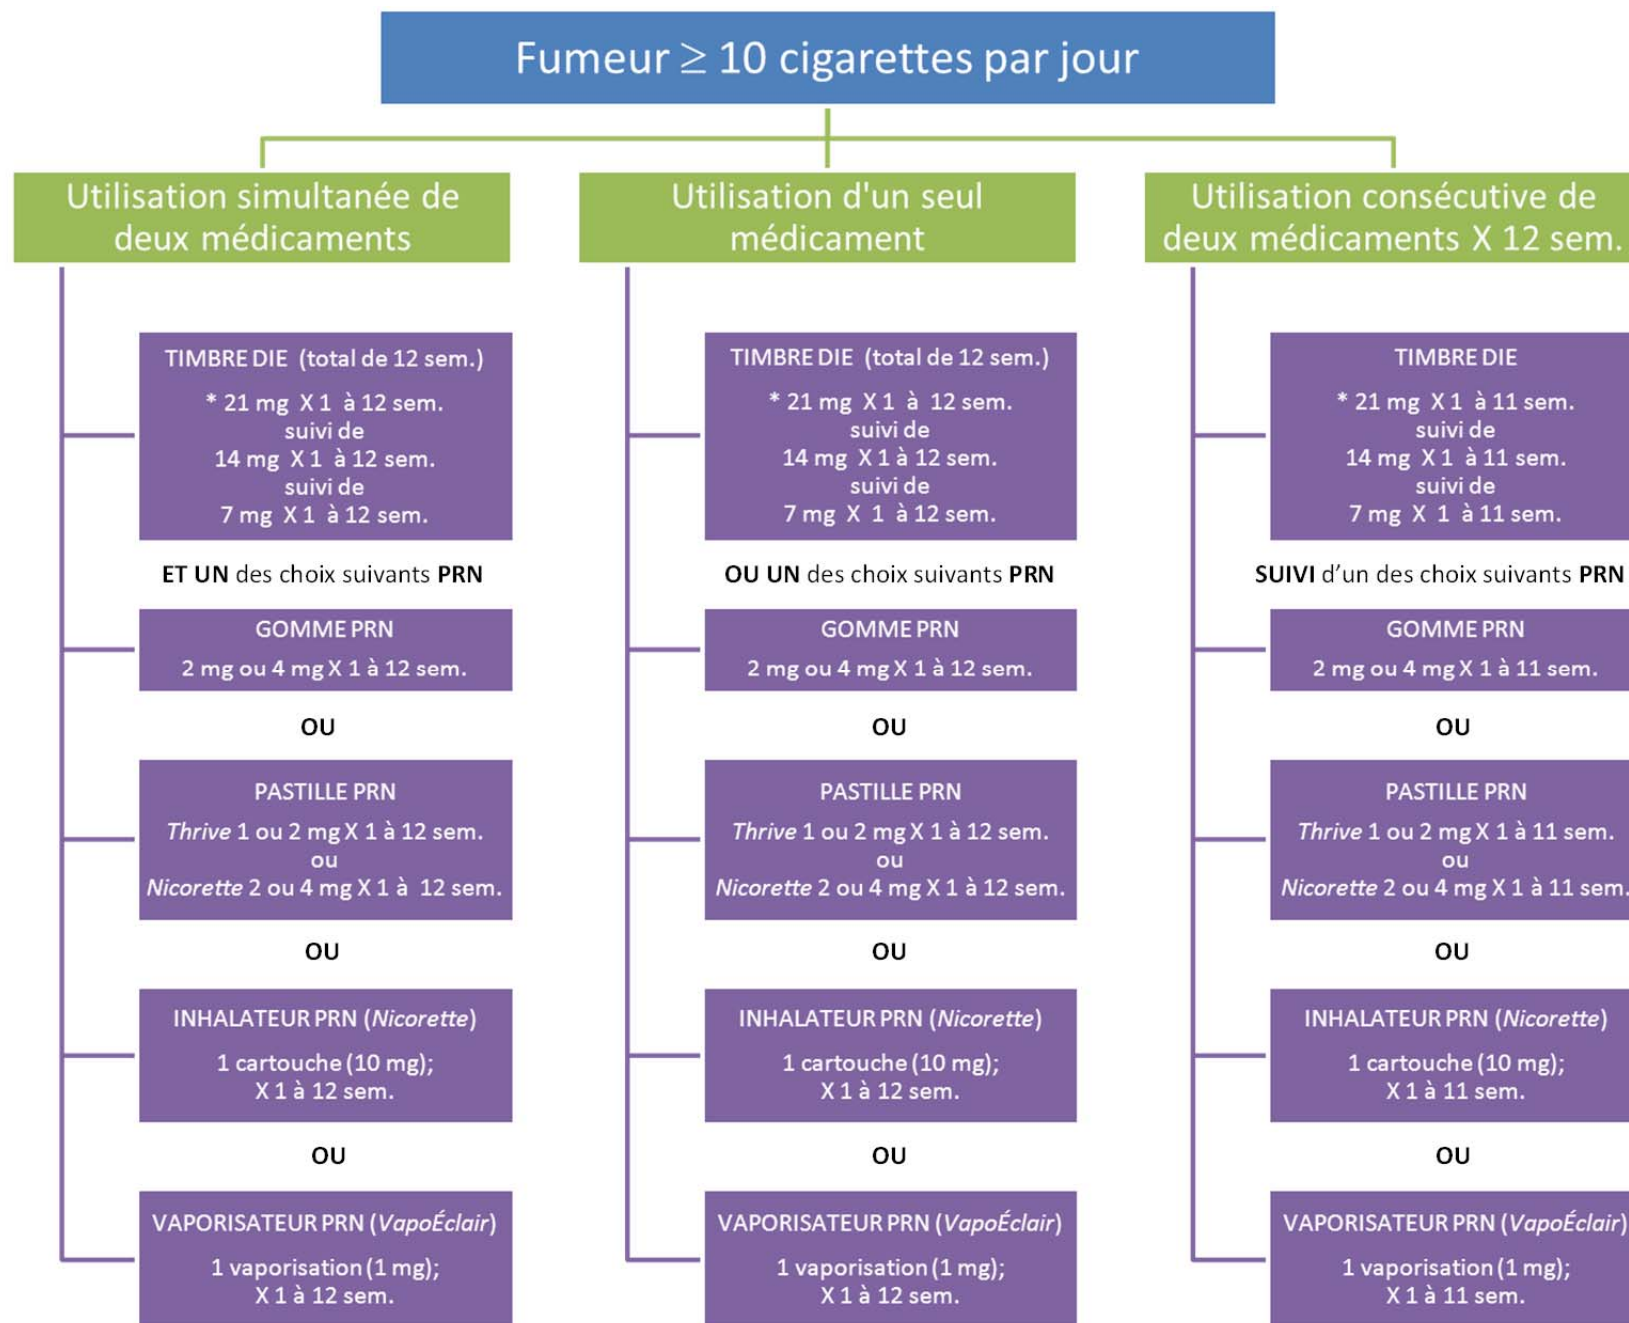 Fumeur ≥ 10 cigarettes par jour
Utilisation simultanée de
deux médicaments
TIMBRE DIE (total de 12 sem.)
* 21 mg X 1 à 12 sem.
suivi de
14 mg X 1 à 12 sem.
suivi de
7 mg X 1 à 12 sem.
ET UN des choix suivants PRN
GOMME PRN
2 mg ou 4 mg X 1 à 12 sem.
OU
PASTILLE PRN
Thrive 1 ou 2 mg X 1 à 12 sem.
ou
Nicorette 2 ou 4 mg X 1 à 12 sem.
OU
INHALATEUR PRN (Nicorette)
1 cartouche (10 mg);
X 1 à 12 sem.
OU
VAPORISATEUR PRN (VapoÉclair)
1 vaporisation (1 mg);
X 1 à 12 sem.
Utilisation d'un seul
médicament
TIMBRE DIE (total de 12 sem.)
* 21 mg X 1 à 12 sem.
suivi de
14 mg X 1 à 12 sem.
suivi de
7 mg X 1 à 12 sem.
OU UN des choix suivants PRN
GOMME PRN
2 mg ou 4 mg X 1 à 12 sem.
OU
PASTILLE PRN
Thrive 1 ou 2 mg X 1 à 12 sem.
ou
Nicorette 2 ou 4 mg X 1 à 12 sem.
OU
INHALATEUR PRN (Nicorette)
1 cartouche (10 mg);
X 1 à 12 sem.
OU
VAPORISATEUR PRN (VapoÉclair)
1 vaporisation (1 mg);
X 1 à 12 sem.
Utilisation consécutive de
deux médicaments X 12 sem.
TIMBRE DIE
* 21 mg X 1 à 11 sem.
suivi de
14 mg X 1 à 11 sem.
suivi de
7 mg X 1 à 11 sem.
SUIVI d’un des choix suivants PRN
GOMME PRN
2 mg ou 4 mg X 1 à 11 sem.
OU
PASTILLE PRN
Thrive 1 ou 2 mg X 1 à 11 sem.
ou
Nicorette 2 ou 4 mg X 1 à 11 sem.
OU
INHALATEUR PRN (Nicorette)
1 cartouche (10 mg);
X 1 à 11 sem.
OU
VAPORISATEUR PRN (VapoÉclair)
1 vaporisation (1 mg);
X 1 à 11 sem.